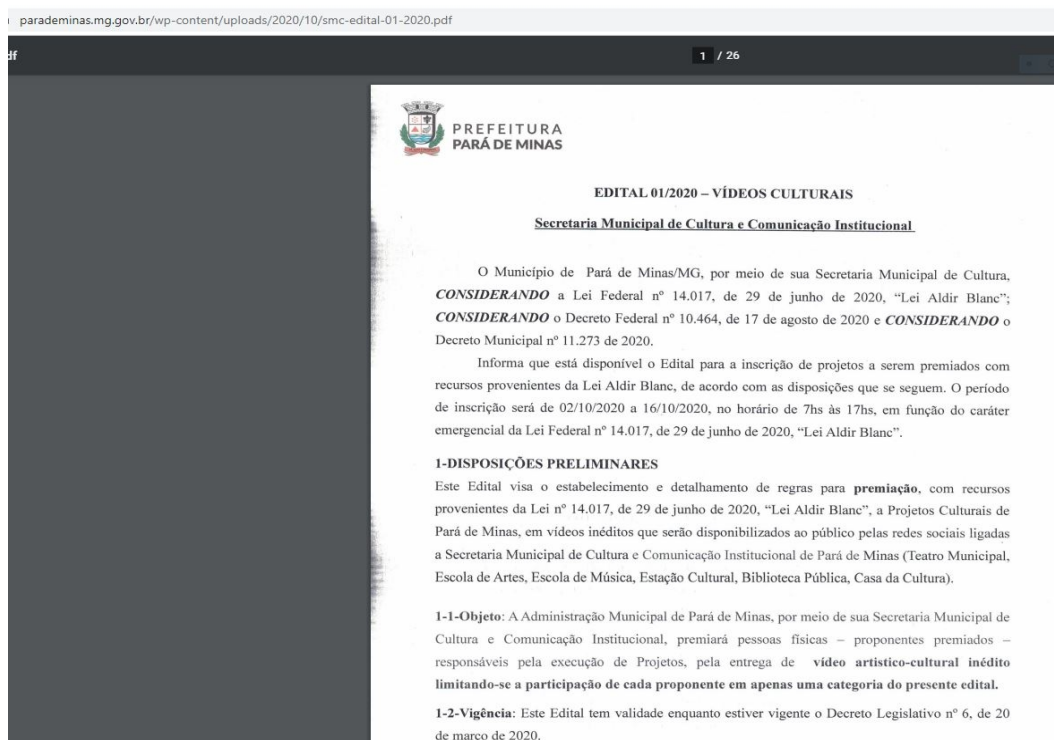 parademinas.mg.gov.br/wp-content/uploads/2020/10/smc-edital-01-2020.pdf
df
1 / 26
PREFEITURA
PARÁ DE MINAS
EDITAL 01/2020 – VÍDEOS CULTURAIS
Secretaria Municipal de Cultura e Comunicação Institucional
O Município de Pará de Minas/MG, por meio de sua Secretaria Municipal de Cultura,
CONSIDERANDO a Lei Federal nº 14.017, de 29 de junho de 2020, “Lei Aldir Blanc”;
CONSIDERANDO o Decreto Federal nº 10.464, de 17 de agosto de 2020 e CONSIDERANDO o
Decreto Municipal nº 11.273 de 2020.
Informa que está disponível o Edital para a inscrição de projetos a serem premiados com
recursos provenientes da Lei Aldir Blanc, de acordo com as disposições que se seguem. O período
de inscrição será de 02/10/2020 a 16/10/2020, no horário de 7hs às 17hs, em função do caráter
emergencial da Lei Federal nº 14.017, de 29 de junho de 2020, “Lei Aldir Blanc”.
1-DISPOSIÇÕES PRELIMINARES
Este Edital visa o estabelecimento e detalhamento de regras para premiação, com recursos
provenientes da Lei nº 14.017, de 29 de junho de 2020, “Lei Aldir Blanc”, a Projetos Culturais de
Pará de Minas, em vídeos inéditos que serão disponibilizados ao público pelas redes sociais ligadas
a Secretaria Municipal de Cultura e Comunicação Institucional de Pará de Minas (Teatro Municipal,
Escola de Artes, Escola de Música, Estação Cultural, Biblioteca Pública, Casa da Cultura).
1-1-Objeto: A Administração Municipal de Pará de Minas, por meio de sua Secretaria Municipal de
Cultura e Comunicação Institucional, premiará pessoas físicas – proponentes premiados –
responsáveis pela execução de Projetos, pela entrega de vídeo artistico-cultural inédito
limitando-se a participação de cada proponente em apenas uma categoria do presente edital.
1-2-Vigência: Este Edital tem validade enquanto estiver vigente o Decreto Legislativo nº 6, de 20
de março de 2020.